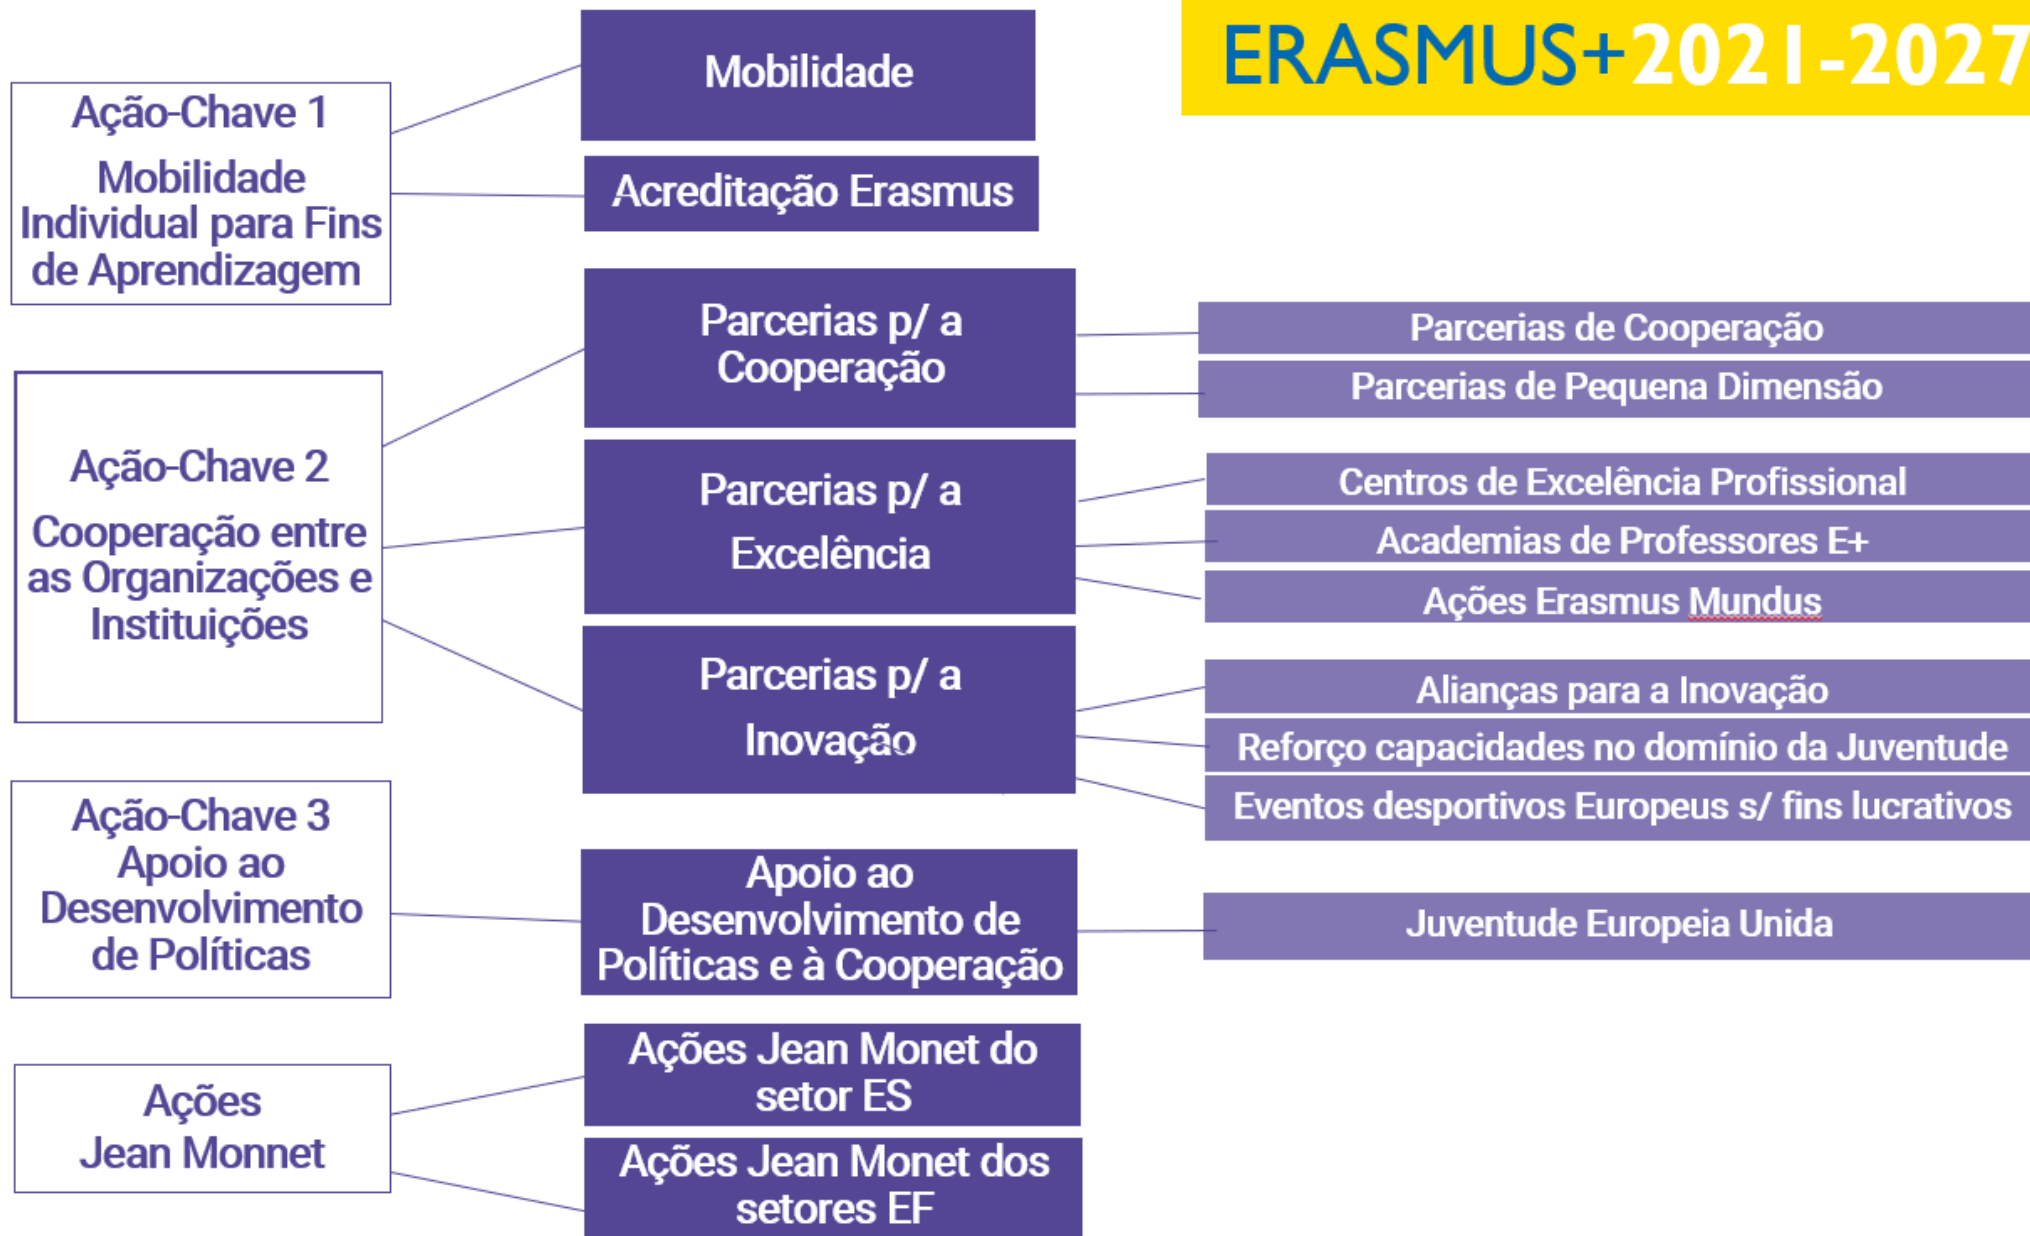 ERASMUS+2021-2027
Ação-Chave 1
Mobilidade
Individual para Fins
de Aprendizagem
Mobilidade
Acreditação Erasmus
Ação-Chave 2
Cooperação entre
as Organizações e
Instituições
Parcerias p/ a
Cooperação
Parcerias de Cooperação
Parcerias de Pequena Dimensão
Parcerias p/ a
Excelência
Centros de Excelência Profissional
Academias de Professores E+
Ações Erasmus Mundus
Parcerias p/ a
Inovação
Alianças para a Inovação
Reforço capacidades no domínio da Juventude
Eventos desportivos Europeus s/ fins lucrativos
Ação-Chave 3
Apoio ao
Desenvolvimento
de Políticas
Apoio ao
Desenvolvimento de
Políticas e à Cooperação
Juventude Europeia Unida
Ações
Jean Monnet
Ações Jean Monet do
setor ES
Ações Jean Monet dos
setores EF